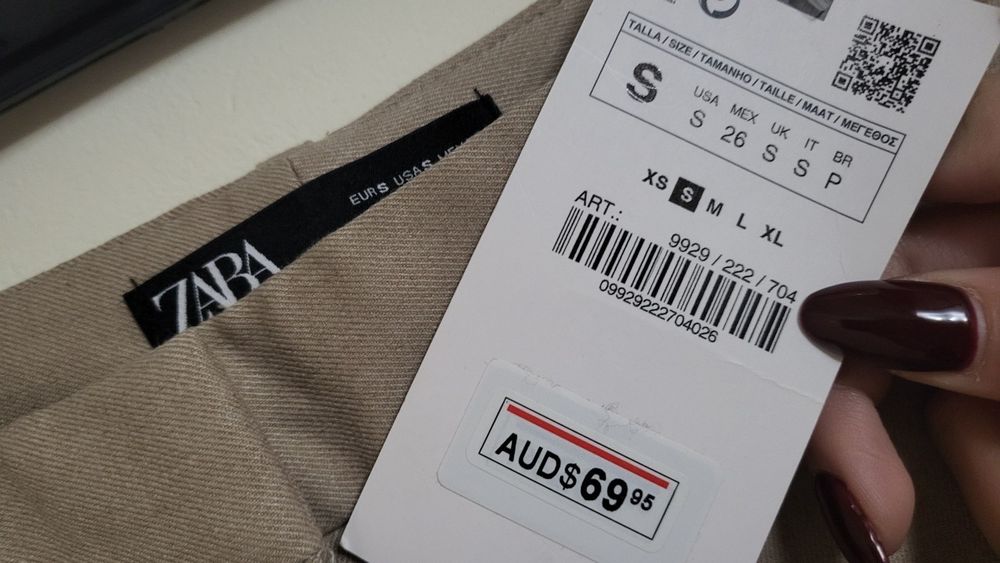 ZARA
EUR S USA S
TALLA / SIZE / TAMANHO / TAILLE / MAAT / ΜΕΓΕΘΟΣ
S
USA MEX UK IT BR
S 26 S S P
XS S M L XL
ART.:
9929 / 222 / 704
09929222704026
AUD$69 95